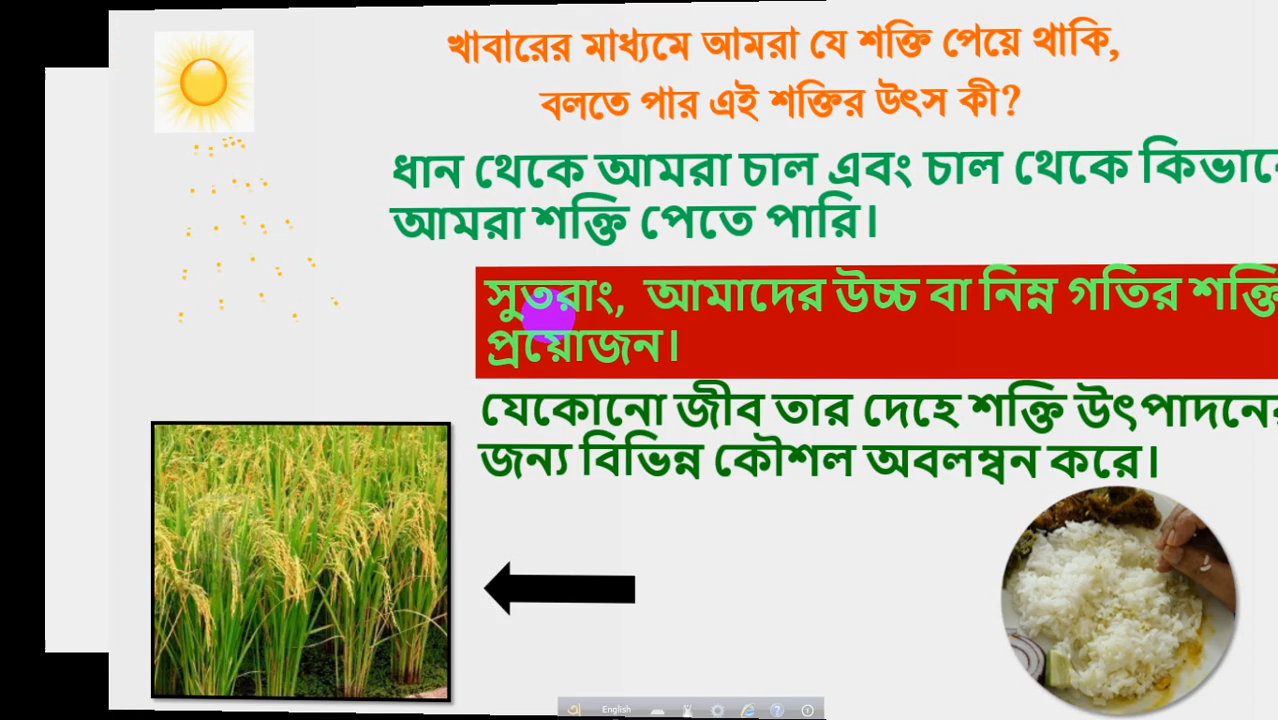 খাবারের মাধ্যমে আমরা যে শক্তি পেয়ে থাকি,
বলতে পার এই শক্তির উৎস কী?
ধান থেকে আমরা চাল এবং চাল থেকে
আমরা শক্তি পেতে পারি।
সুতরাং, আমাদের উচ্চ বা নিম্ন গতির শক্তি
প্রয়োজন।
যেকোনো জীব তার দেহে শক্তি উৎপাদনের
জন্য বিভিন্ন কৌশল অবলম্বন করে।
English